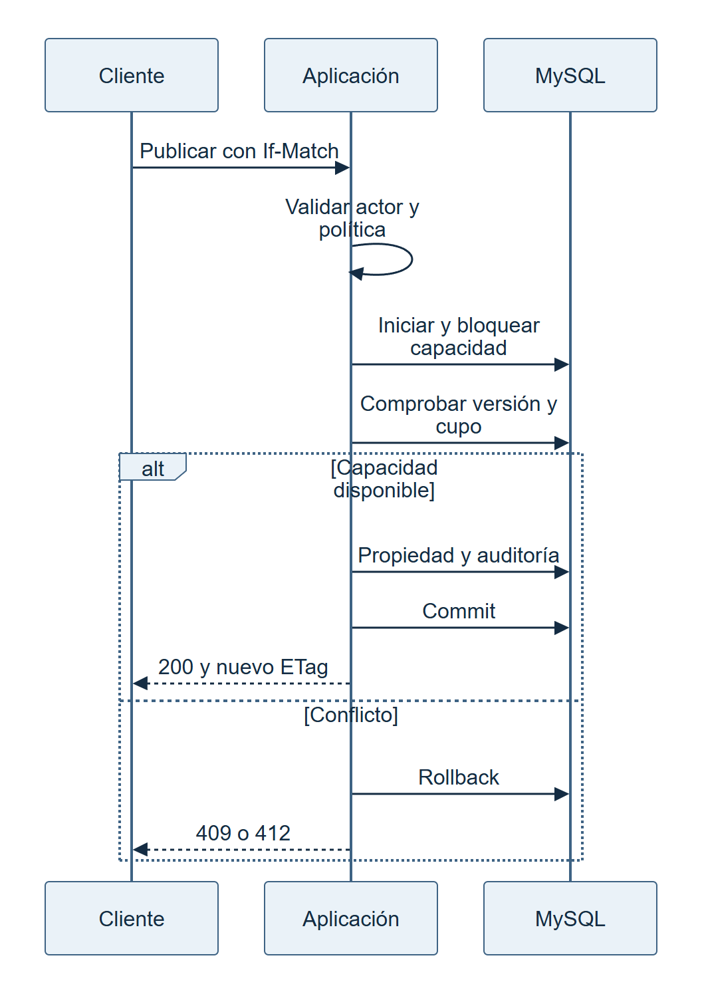 Cliente
Aplicación
MySQL
Publicar con If-Match
Validar actor y
política
Iniciar y bloquear
capacidad
Comprobar versión y
cupo
alt
[Capacidad
disponible]
Propiedad y auditoría
Commit
200 y nuevo ETag
[Conflicto]
Rollback
409 o 412
Cliente
Aplicación
MySQL